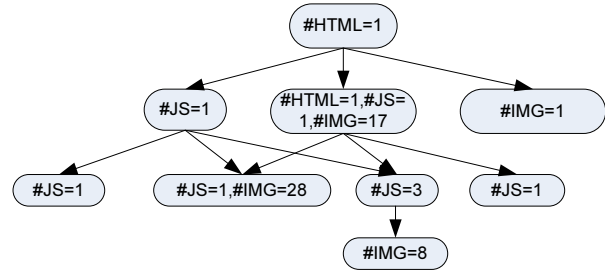 #HTML=1
#JS=1
#HTML=1,#JS=
1,#IMG=17
#IMG=1
#JS=1
#JS=1,#IMG=28
#JS=3
#JS=1
#IMG=8